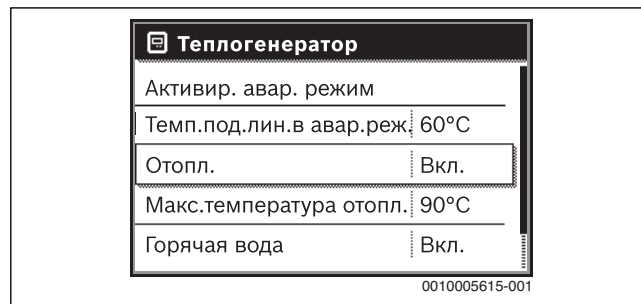 Теплогенератор
Активир. авар. режим
Темп.под.лин.в авар.реж. 60°C
Отопл. Вкл.
Макс.температура отопл. 90°C
Горячая вода Вкл.
0010005615-001